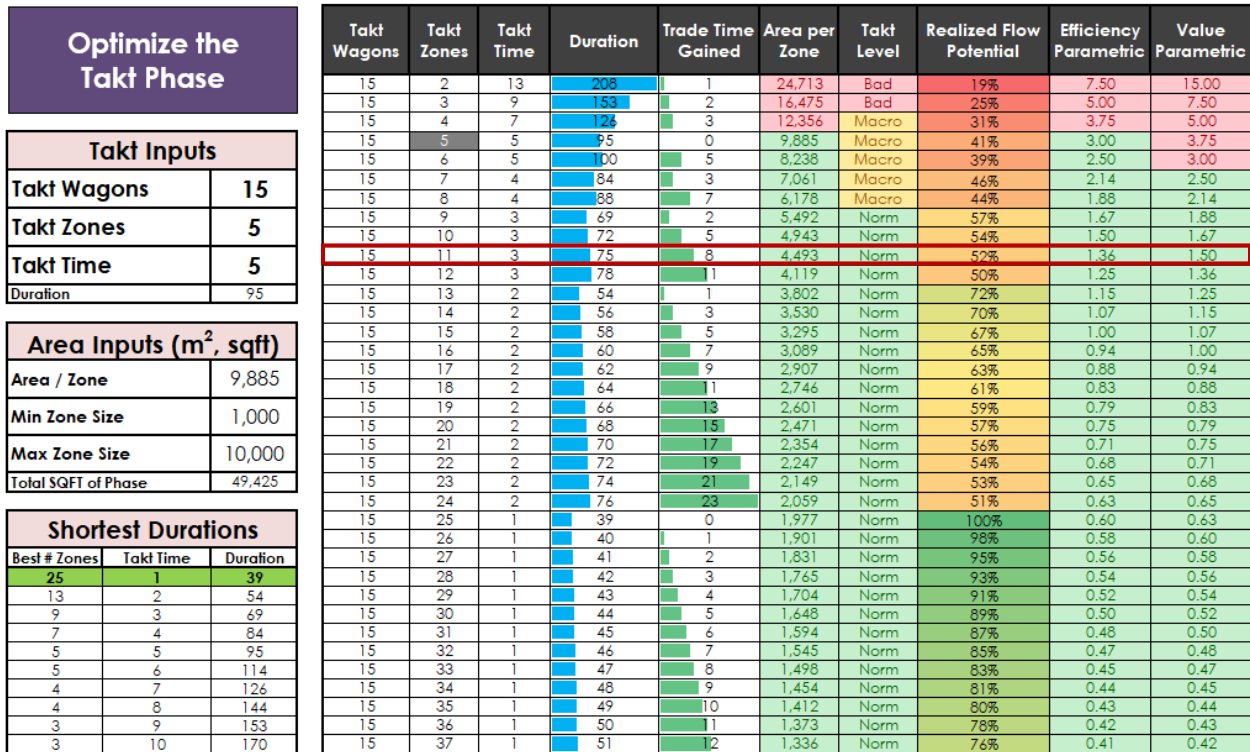 Optimize the
Takt Phase
Takt Inputs
Takt Wagons 15
Takt Zones 5
Takt Time 5
Duration 95
Area Inputs (m², sqft)
Area / Zone 9,885
Min Zone Size 1,000
Max Zone Size 10,000
Total SQFT of Phase 49,425
Shortest Durations
Best # Zones Takt Time Duration
25 1 39
13 2 54
9 3 69
7 4 84
5 5 95
5 6 114
4 7 126
4 8 144
3 9 153
3 10 170
Takt Wagons Takt Zones Takt Time Duration Trade Time Gained Area per Zone Takt Level Realized Flow Potential Efficiency Parametric Value Parametric
15 2 13 208 1 24,713 Bad 19% 7.50 15.00
15 3 9 153 2 16,475 Bad 25% 5.00 7.50
15 4 7 126 3 12,356 Macro 31% 3.75 5.00
15 5 5 95 0 9,885 Macro 41% 3.00 3.75
15 6 5 100 5 8,238 Macro 39% 2.50 3.00
15 7 4 84 3 7,061 Macro 46% 2.14 2.50
15 8 4 88 7 6,178 Macro 44% 1.88 2.14
15 9 3 69 2 5,492 Norm 57% 1.67 1.88
15 10 3 72 5 4,943 Norm 54% 1.50 1.67
15 11 3 75 8 4,493 Norm 52% 1.36 1.50
15 12 3 78 11 4,119 Norm 50% 1.25 1.36
15 13 2 54 1 3,802 Norm 72% 1.15 1.25
15 14 2 56 3 3,530 Norm 70% 1.07 1.15
15 15 2 58 5 3,295 Norm 67% 1.00 1.07
15 16 2 60 7 3,089 Norm 65% 0.94 1.00
15 17 2 62 9 2,907 Norm 63% 0.88 0.94
15 18 2 64 11 2,746 Norm 61% 0.83 0.88
15 19 2 66 13 2,601 Norm 59% 0.79 0.83
15 20 2 68 15 2,471 Norm 57% 0.75 0.79
15 21 2 70 17 2,354 Norm 56% 0.71 0.75
15 22 2 72 19 2,247 Norm 54% 0.68 0.71
15 23 2 74 21 2,149 Norm 53% 0.65 0.68
15 24 2 76 23 2,059 Norm 51% 0.63 0.65
15 25 1 39 0 1,977 Norm 100% 0.60 0.63
15 26 1 40 1 1,901 Norm 98% 0.58 0.60
15 27 1 41 2 1,831 Norm 95% 0.56 0.58
15 28 1 42 3 1,765 Norm 93% 0.54 0.56
15 29 1 43 4 1,704 Norm 91% 0.52 0.54
15 30 1 44 5 1,648 Norm 89% 0.50 0.52
15 31 1 45 6 1,594 Norm 87% 0.48 0.50
15 32 1 46 7 1,545 Norm 85% 0.47 0.48
15 33 1 47 8 1,498 Norm 83% 0.45 0.47
15 34 1 48 9 1,454 Norm 81% 0.44 0.45
15 35 1 49 10 1,412 Norm 80% 0.43 0.44
15 36 1 50 11 1,373 Norm 78% 0.42 0.43
15 37 1 51 12 1,336 Norm 76% 0.41 0.42